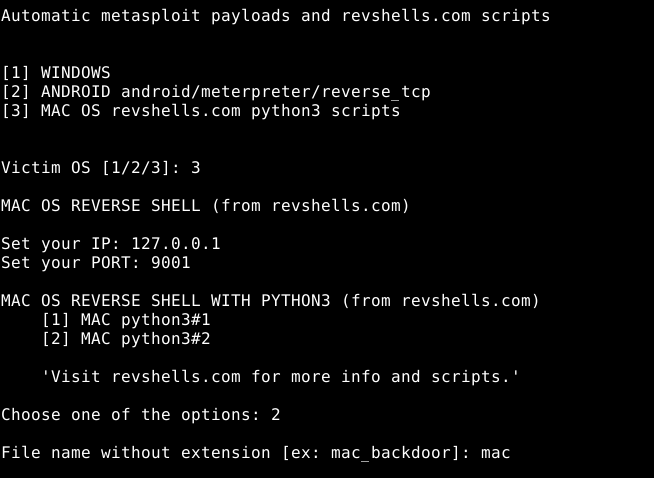 Automatic metasploit payloads and revshells.com scripts
[1] WINDOWS
[2] ANDROID android/meterpreter/reverse_tcp
[3] MAC OS revshells.com python3 scripts
Victim OS [1/2/3]: 3
MAC OS REVERSE SHELL (from revshells.com)
Set your IP: 127.0.0.1
Set your PORT: 9001
MAC OS REVERSE SHELL WITH PYTHON3 (from revshells.com)
[1] MAC python3#1
[2] MAC python3#2
'Visit revshells.com for more info and scripts.'
Choose one of the options: 2
File name without extension [ex: mac_backdoor]: mac